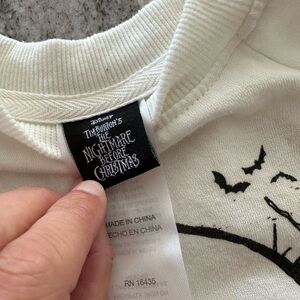 Disney
TIM BURTON'S
THE
NIGHTMARE
BEFORE
CHRISTMAS
MADE IN CHINA
HECHO EN CHINA
RN 16435